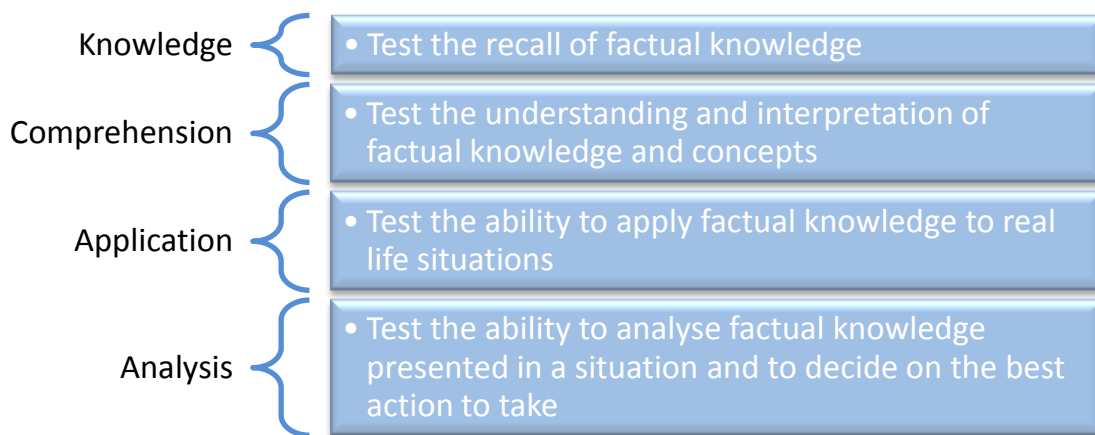 Knowledge
• Test the recall of factual knowledge
Comprehension
• Test the understanding and interpretation of
factual knowledge and concepts
Application
• Test the ability to apply factual knowledge to real
life situations
Analysis
• Test the ability to analyse factual knowledge
presented in a situation and to decide on the best
action to take